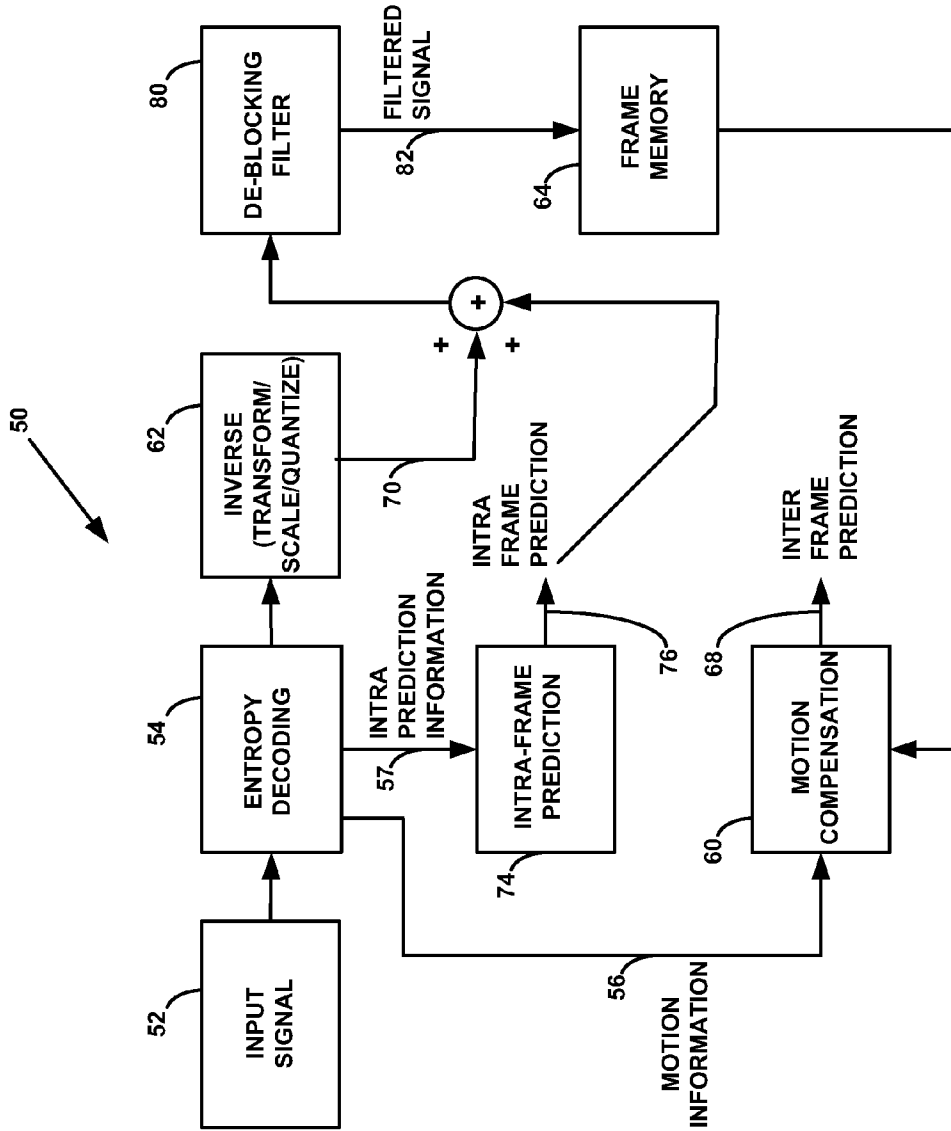 50
52
INPUT
SIGNAL
54
ENTROPY
DECODING
62
INVERSE
(TRANSFORM/
SCALE/QUANTIZE)
80
DE-BLOCKING
FILTER
57
INTRA
PREDICTION
INFORMATION
70
+
+
+
82
FILTERED
SIGNAL
74
INTRA-FRAME
PREDICTION
76
INTRA
FRAME
PREDICTION
64
FRAME
MEMORY
56
MOTION
INFORMATION
60
MOTION
COMPENSATION
68
INTER
FRAME
PREDICTION